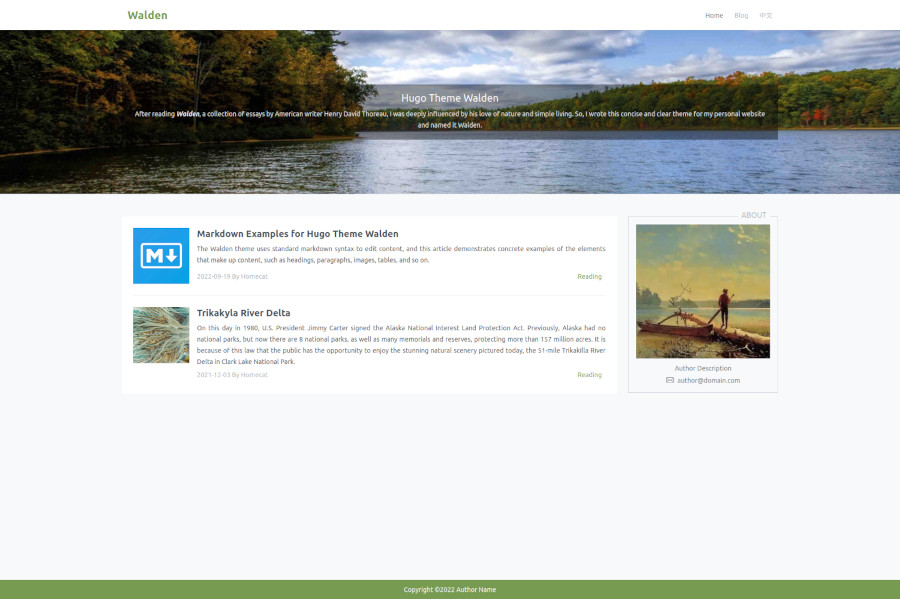 Walden
Home Blog 中文
Hugo Theme Walden
After reading Walden, a collection of essays by American writer Henry David Thoreau, I was deeply influenced by his love of nature and simple living. So, I wrote this concise and clear theme for my personal website
and named it Walden.
Markdown Examples for Hugo Theme Walden
The Walden theme uses standard markdown syntax to edit content, and this article demonstrates concrete examples of the elements
that make up content, such as headings, paragraphs, images, tables, and so on.
2022-09-19 By Homecat
Reading
Trikakyla River Delta
On this day in 1980, U.S. President Jimmy Carter signed the Alaska National Interest Land Protection Act. Previously, Alaska had no
national parks, but now there are 8 national parks, as well as many memorials and reserves, protecting more than 157 million acres. It is
because of this law that the public has the opportunity to enjoy the stunning natural scenery pictured today, the 51-mile Trikakilla River
Delta in Clark Lake National Park.
2021-12-03 By Homecat
Reading
ABOUT
Author Description
author@domain.com
Copyright ©2022 Author Name